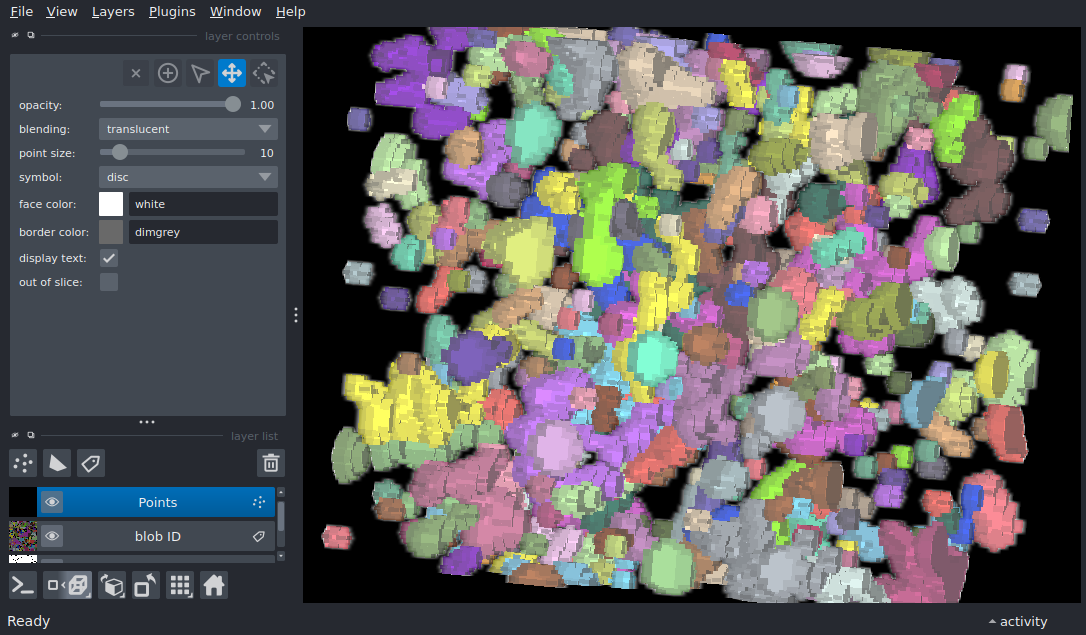 File View Layers Plugins Window Help
layer controls
opacity: 1.00
blending: translucent
point size: 10
symbol: disc
face color: white
border color: dimgrey
display text:
out of slice:
layer list
Points
blob ID
Ready activity